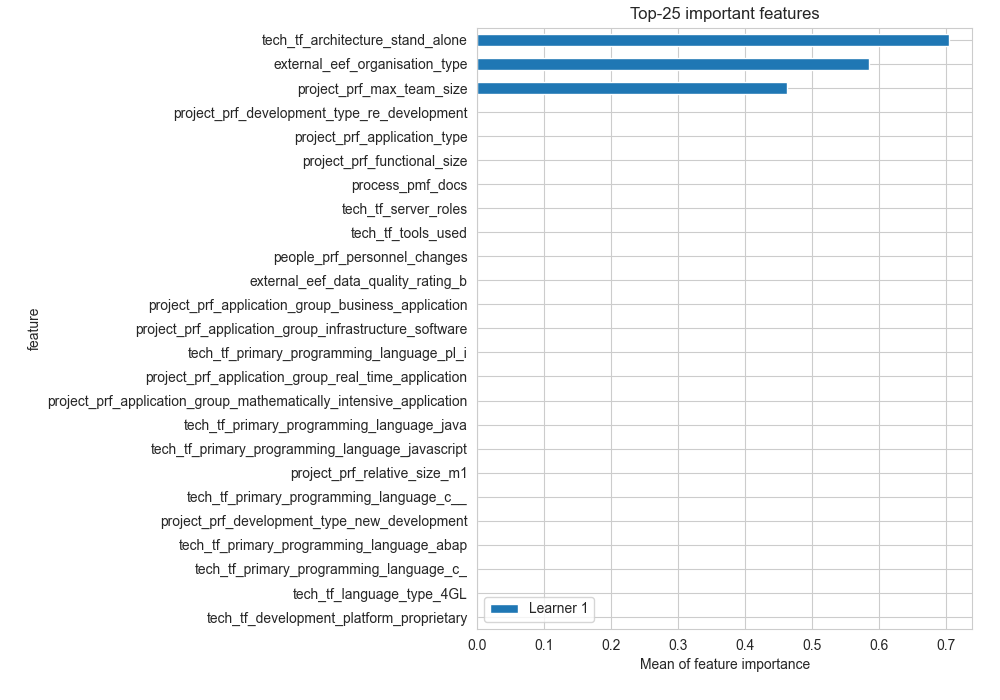 Top-25 important features
tech_tf_architecture_stand_alone
external_eef_organisation_type
project_prf_max_team_size
project_prf_development_type_re_development
project_prf_application_type
project_prf_functional_size
process_pmf_docs
tech_tf_server_roles
tech_tf_tools_used
people_prf_personnel_changes
external_eef_data_quality_rating_b
project_prf_application_group_business_application
project_prf_application_group_infrastructure_software
tech_tf_primary_programming_language_pl_i
project_prf_application_group_real_time_application
project_prf_application_group_mathematically_intensive_application
tech_tf_primary_programming_language_java
tech_tf_primary_programming_language_javascript
project_prf_relative_size_m1
tech_tf_primary_programming_language_c__
project_prf_development_type_new_development
tech_tf_primary_programming_language_abap
tech_tf_primary_programming_language_c_
tech_tf_language_type_4GL
tech_tf_development_platform_proprietary
feature
Learner 1
0.0 0.1 0.2 0.3 0.4 0.5 0.6 0.7
Mean of feature importance